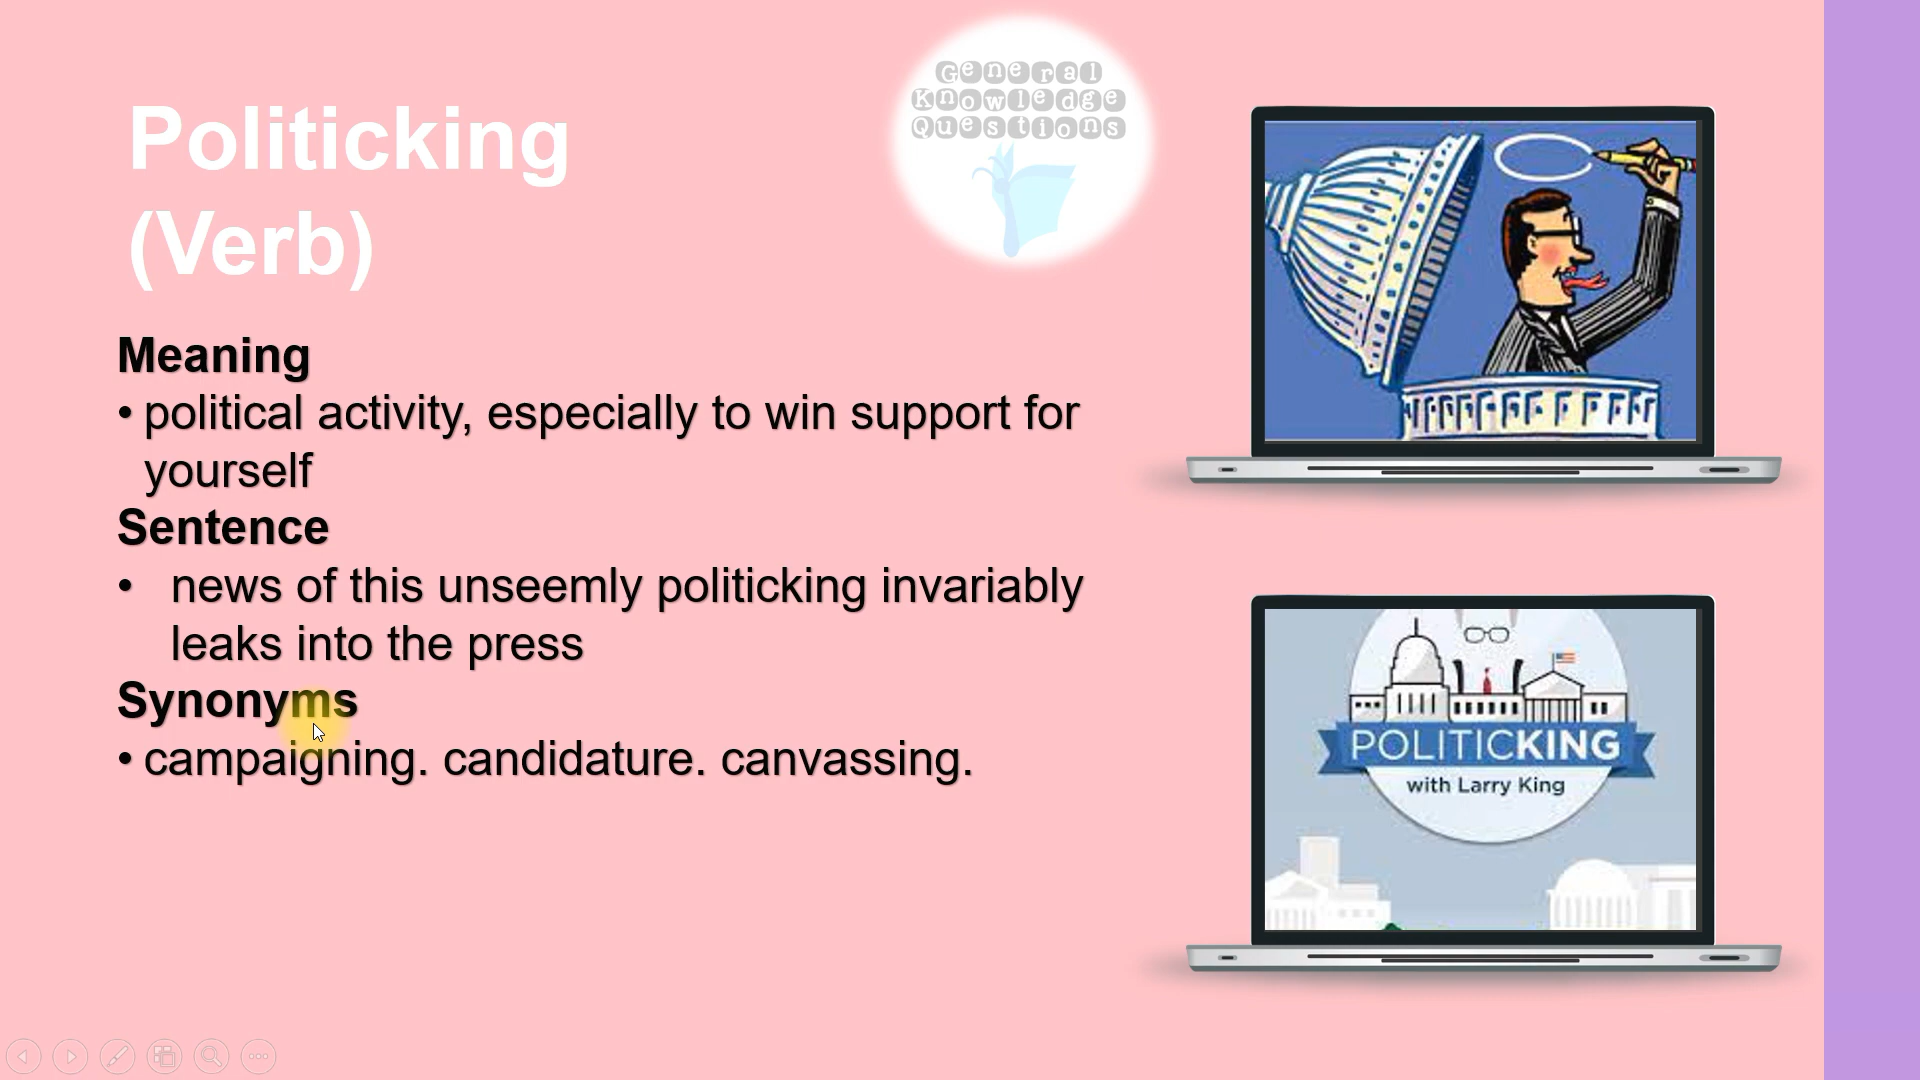 General
Knowledge
Questions
Politicking
(Verb)
Meaning
• political activity, especially to win support for
yourself
Sentence
• news of this unseemly politicking invariably
leaks into the press
Synonyms
• campaigning. candidature. canvassing.
POLITICKING
with Larry King